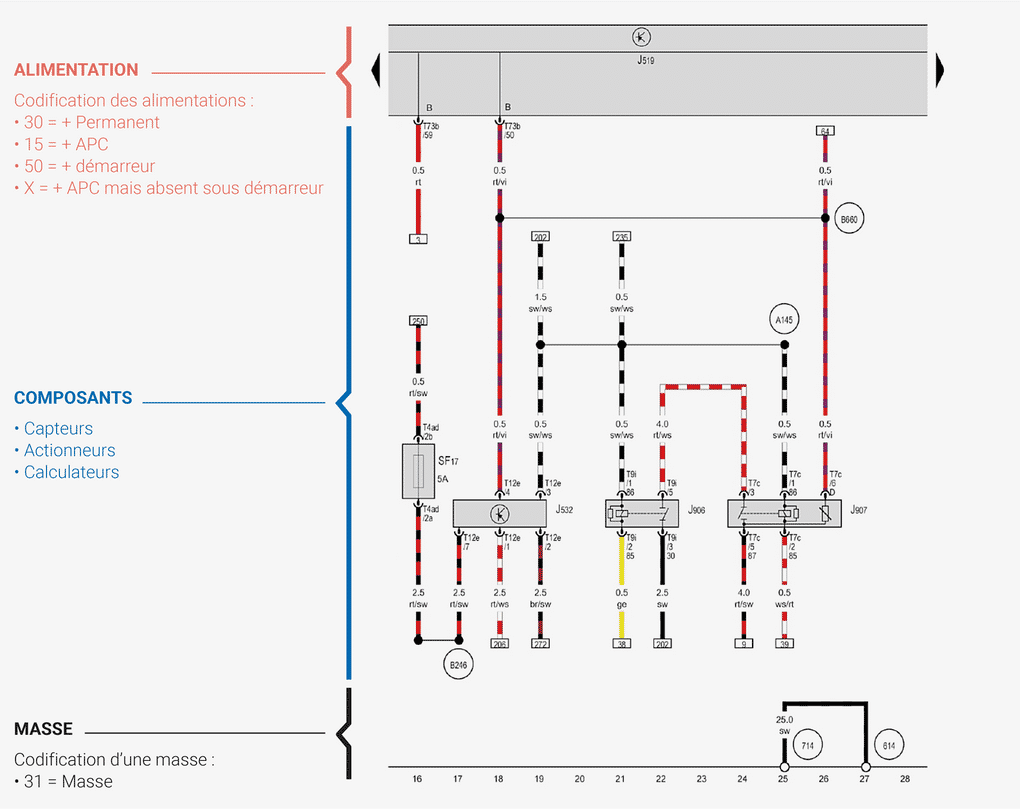 ALIMENTATION
Codification des alimentations :
• 30 = + Permanent
• 15 = + APC
• 50 = + démarreur
• X = + APC mais absent sous démarreur
COMPOSANTS
• Capteurs
• Actionneurs
• Calculateurs
MASSE
Codification d'une masse :
• 31 = Masse
J519
B B
T73b T73b
/59 /50
64
0.5 0.5 0.5
rt rt/vi rt/vi
B660
3 202 235
1.5 0.5
sw/ws sw/ws
250 A145
0.5
rt/sw
0.5 0.5 0.5 4.0 0.5 0.5
rt/vi sw/ws sw/ws rt/ws sw/ws rt/vi
T4ad
/2b
SF17
5A
T12e T12e T9i T9i T7c T7c T7c
/4 /3 /1 /5 /3 /1 /6
86 86 D
J532 J906 J907
T4ad
/2a
T12e T12e T12e T9i T9i T7c T7c
/7 /1 /2 /2 /3 /5 /2
85 30 87 85
2.5 2.5 2.5 2.5 0.5 2.5 4.0 0.5
rt/sw rt/sw rt/ws br/sw ge sw rt/sw ws/rt
206 272 38 202 9 39
B246
25.0
sw
714 614
16 17 18 19 20 21 22 23 24 25 26 27 28